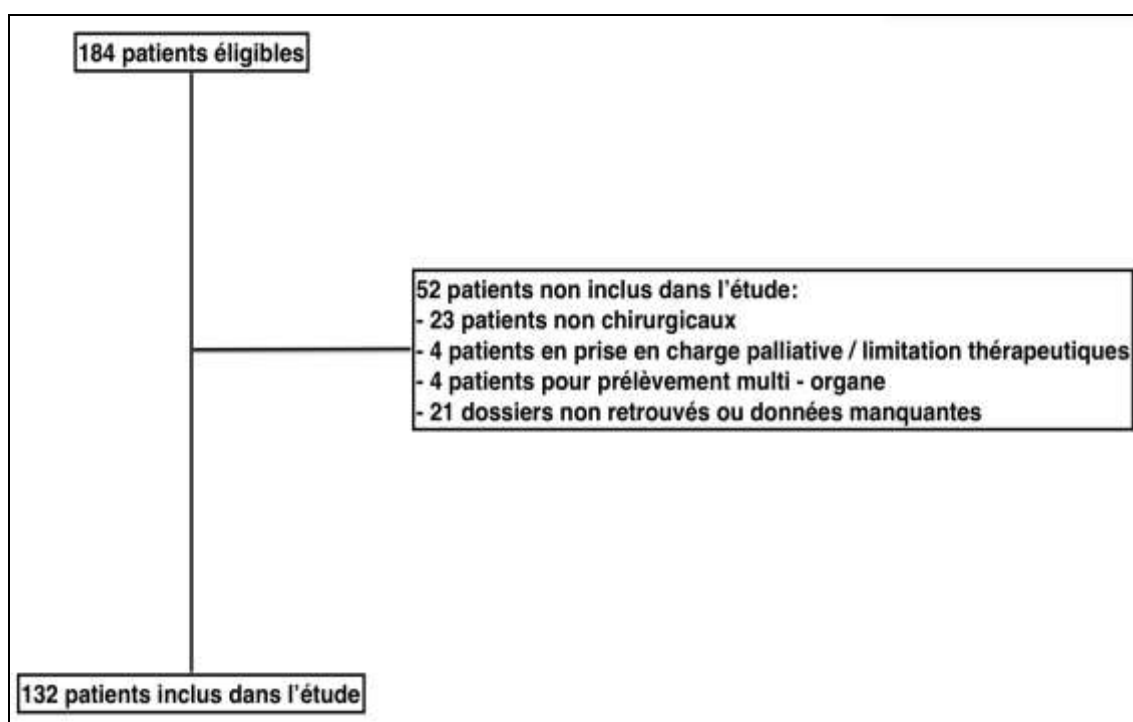 184 patients éligibles
52 patients non inclus dans l'étude:
- 23 patients non chirurgicaux
- 4 patients en prise en charge palliative / limitation thérapeutiques
- 4 patients pour prélèvement multi - organe
- 21 dossiers non retrouvés ou données manquantes
132 patients inclus dans l'étude